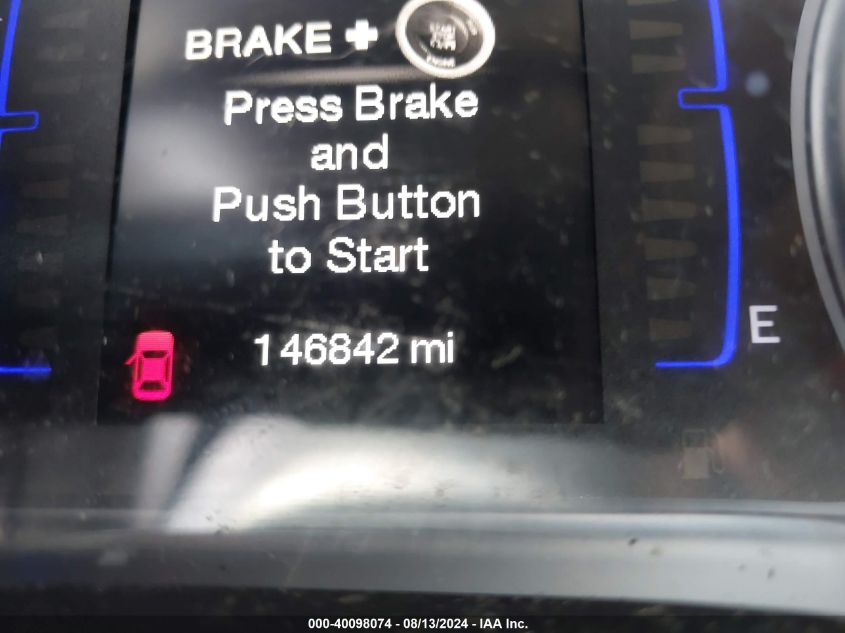 BRAKE +
Press Brake
and
Push Button
to Start
146842 mi
E
000-40098074 - 08/13/2024 - IAA Inc.